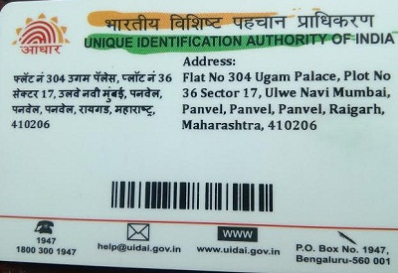 भारतीय विशिष्ट पहचान प्राधिकरण
आधार
UNIQUE IDENTIFICATION AUTHORITY OF INDIA
फ्लॅट नं 304 उगम पॅलेस, प्लॉट नं 36
सेक्टर 17, उलवे नवी मुंबई, पनवेल,
पनवेल, पनवेल, रायगड, महाराष्ट्र,
410206
Address:
Flat No 304 Ugam Palace, Plot No
36 Sector 17, Ulwe Navi Mumbai,
Panvel, Panvel, Panvel, Raigarh,
Maharashtra, 410206
1947
1800 300 1947
help@uidai.gov.in
WWW
www.uidai.gov.in
P.O. Box No. 1947,
Bengaluru-560 001